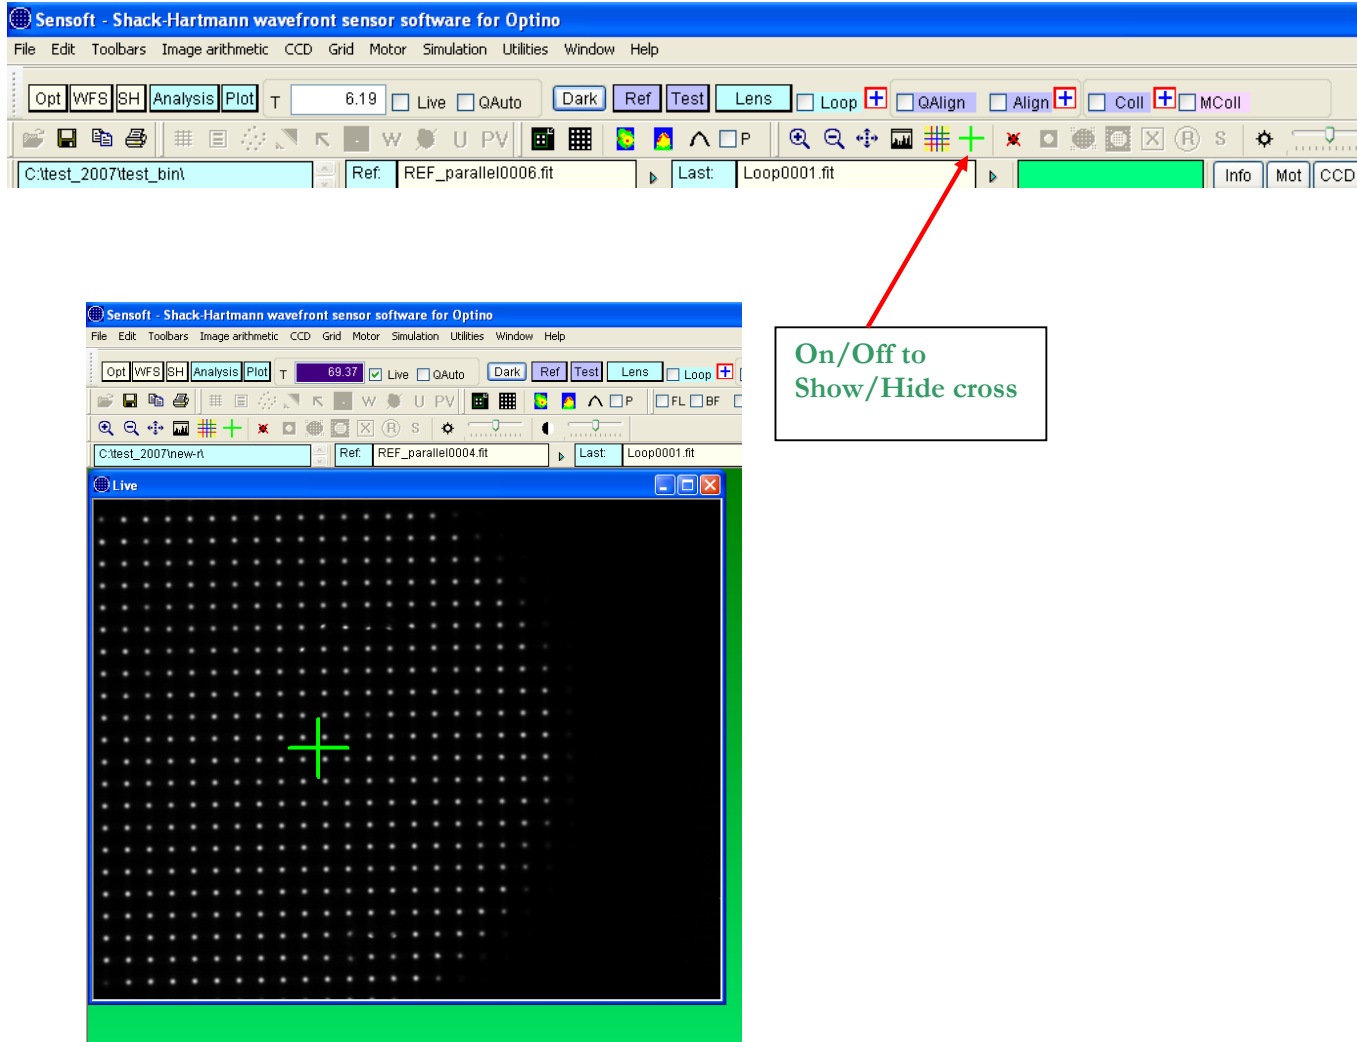 Sensoft - Shack-Hartmann wavefront sensor software for Optino
File Edit Toolbars Image arithmetic CCD Grid Motor Simulation Utilities Window Help
Opt WFS SH Analysis Plot T 6.19 Live QAuto Dark Ref Test Lens Loop QAlign Align Coll MColl
W U PV P R S
C:\test_2007\test_bin\ Ref: REF_parallel0006.fit Last: Loop0001.fit Info Mot CCD
On/Off to
Show/Hide cross
Sensoft - Shack-Hartmann wavefront sensor software for Optino
File Edit Toolbars Image arithmetic CCD Grid Motor Simulation Utilities Window Help
Opt WFS SH Analysis Plot T 69.37 Live QAuto Dark Ref Test Lens Loop
W U PV P FL BF
R S
C:\test_2007\new-r\ Ref: REF_parallel0004.fit Last: Loop0001.fit
Live